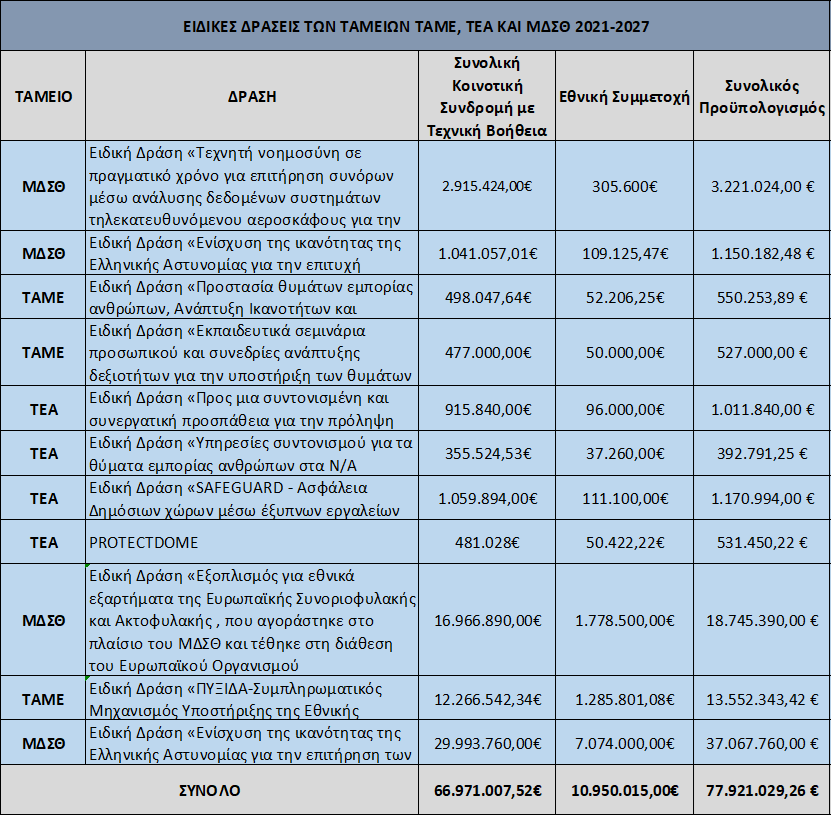 ΕΙΔΙΚΕΣ ΔΡΑΣΕΙΣ ΤΩΝ ΤΑΜΕΙΩΝ ΤΑΜΕ, ΤΕΑ ΚΑΙ ΜΔΣΘ 2021-2027
ΤΑΜΕΙΟ
ΔΡΑΣΗ
Συνολική
Κοινοτική
Συνδρομή με
Τεχνική Βοήθεια
Εθνική Συμμετοχή
Συνολικός
Προϋπολογισμός
ΜΔΣΘ
Ειδική Δράση «Τεχνητή νοημοσύνη σε
πραγματικό χρόνο για επιτήρηση συνόρων
μέσω ανάλυσης δεδομένων συστημάτων
τηλεκατευθυνόμενου αεροσκάφους για την
2.915.424,00€
305.600€
3.221.024,00 €
ΜΔΣΘ
Ειδική Δράση «Ενίσχυση της ικανότητας της
Ελληνικής Αστυνομίας για την επιτυχή
1.041.057,01€
109.125,47€
1.150.182,48 €
ΤΑΜΕ
Ειδική Δράση «Προστασία θυμάτων εμπορίας
ανθρώπων, Ανάπτυξη Ικανοτήτων και
498.047,64€
52.206,25€
550.253,89 €
ΤΑΜΕ
Ειδική Δράση «Εκπαιδευτικά σεμινάρια
προσωπικού και συνεδρίες ανάπτυξης
δεξιοτήτων για την υποστήριξη των θυμάτων
477.000,00€
50.000,00€
527.000,00 €
ΤΕΑ
Ειδική Δράση «Προς μια συντονισμένη και
συνεργατική προσπάθεια για την πρόληψη
915.840,00€
96.000,00€
1.011.840,00 €
ΤΕΑ
Ειδική Δράση «Υπηρεσίες συντονισμού για τα
θύματα εμπορίας ανθρώπων στα Ν/Α
355.524,53€
37.260,00€
392.791,25 €
ΤΕΑ
Ειδική Δράση «SAFEGUARD - Ασφάλεια
Δημόσιων χώρων μέσω έξυπνων εργαλείων
1.059.894,00€
111.100,00€
1.170.994,00 €
ΤΕΑ
PROTECTDOME
481.028€
50.422,22€
531.450,22 €
ΜΔΣΘ
Ειδική Δράση «Εξοπλισμός για εθνικά
εξαρτήματα της Ευρωπαϊκής Συνοριοφυλακής
και Ακτοφυλακής , που αγοράστηκε στο
πλαίσιο του ΜΔΣΘ και τέθηκε στη διάθεση
του Ευρωπαϊκού Οργανισμού
16.966.890,00€
1.778.500,00€
18.745.390,00 €
ΤΑΜΕ
Ειδική Δράση «ΠΥΞΙΔΑ-Συμπληρωματικός
Μηχανισμός Υποστήριξης της Εθνικής
12.266.542,34€
1.285.801,08€
13.552.343,42 €
ΜΔΣΘ
Ειδική Δράση «Ενίσχυση της ικανότητας της
Ελληνικής Αστυνομίας για την επιτήρηση των
29.993.760,00€
7.074.000,00€
37.067.760,00 €
ΣΥΝΟΛΟ
66.971.007,52€
10.950.015,00€
77.921.029,26 €